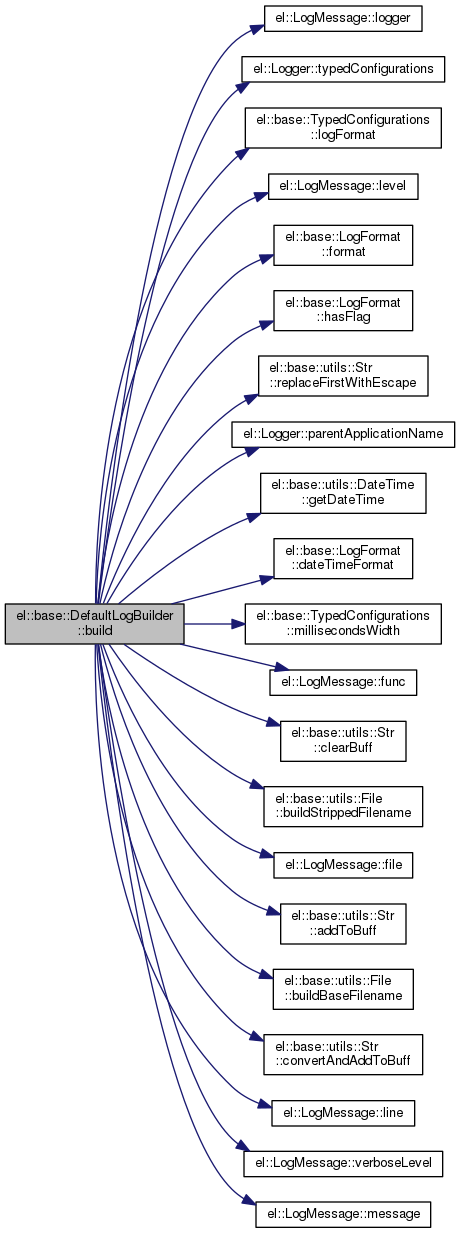 el::LogMessage::logger
el::Logger::typedConfigurations
el::base::TypedConfigurations
::logFormat
el::LogMessage::level
el::base::LogFormat
::format
el::base::LogFormat
::hasFlag
el::base::utils::Str
::replaceFirstWithEscape
el::Logger::parentApplicationName
el::base::utils::DateTime
::getDateTime
el::base::LogFormat
::dateTimeFormat
el::base::DefaultLogBuilder
::build
el::base::TypedConfigurations
::millisecondsWidth
el::LogMessage::func
el::base::utils::Str
::clearBuff
el::base::utils::File
::buildStrippedFilename
el::LogMessage::file
el::base::utils::Str
::addToBuff
el::base::utils::File
::buildBaseFilename
el::base::utils::Str
::convertAndAddToBuff
el::LogMessage::line
el::LogMessage::verboseLevel
el::LogMessage::message